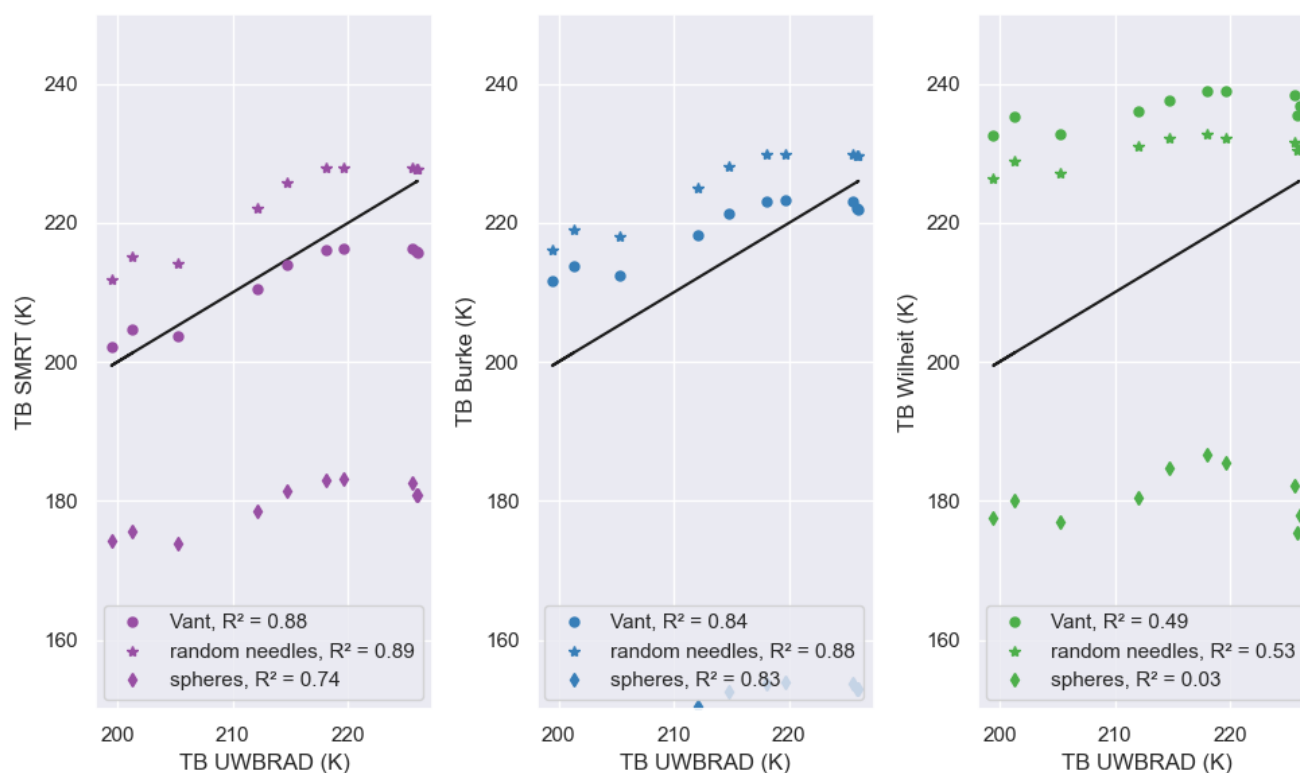 240
220
200
180
160
TB SMRT (K)
Vant, R² = 0.88
random needles, R² = 0.89
spheres, R² = 0.74
200
210
220
TB UWBRAD (K)
240
220
200
180
160
TB Burke (K)
Vant, R² = 0.84
random needles, R² = 0.88
spheres, R² = 0.83
200
210
220
TB UWBRAD (K)
240
220
200
180
160
TB Wilheit (K)
Vant, R² = 0.49
random needles, R² = 0.53
spheres, R² = 0.03
200
210
220
TB UWBRAD (K)